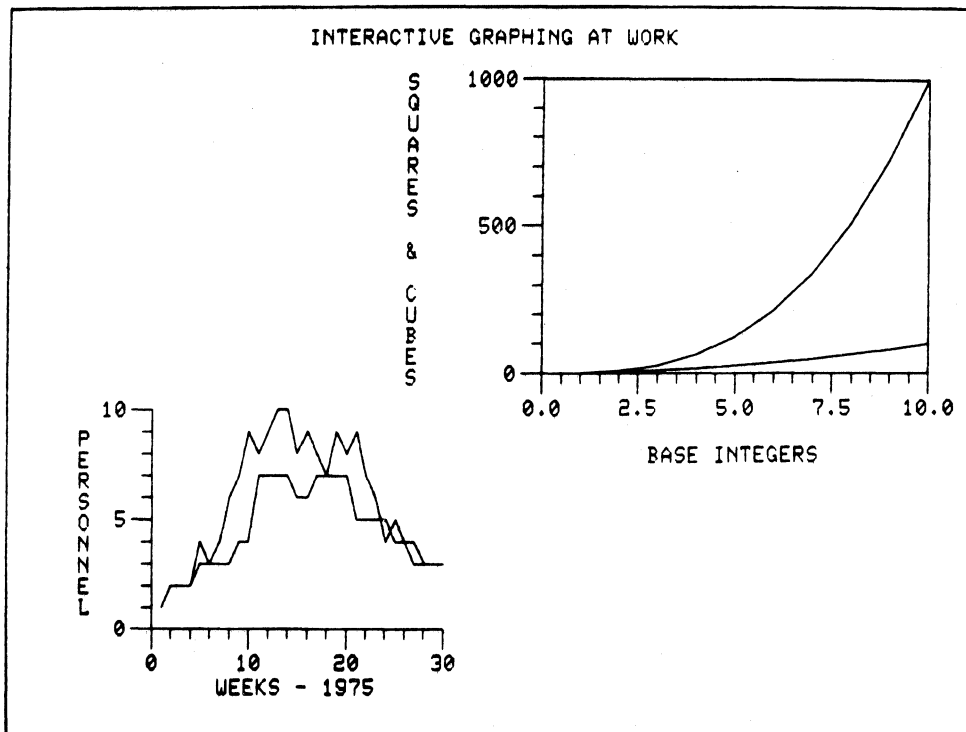 INTERACTIVE GRAPHING AT WORK
SQUARES & CUBES
1000
500
0
0.0 2.5 5.0 7.5 10.0
BASE INTEGERS
PERSONNEL
10
5
0
0 10 20 30
WEEKS - 1975